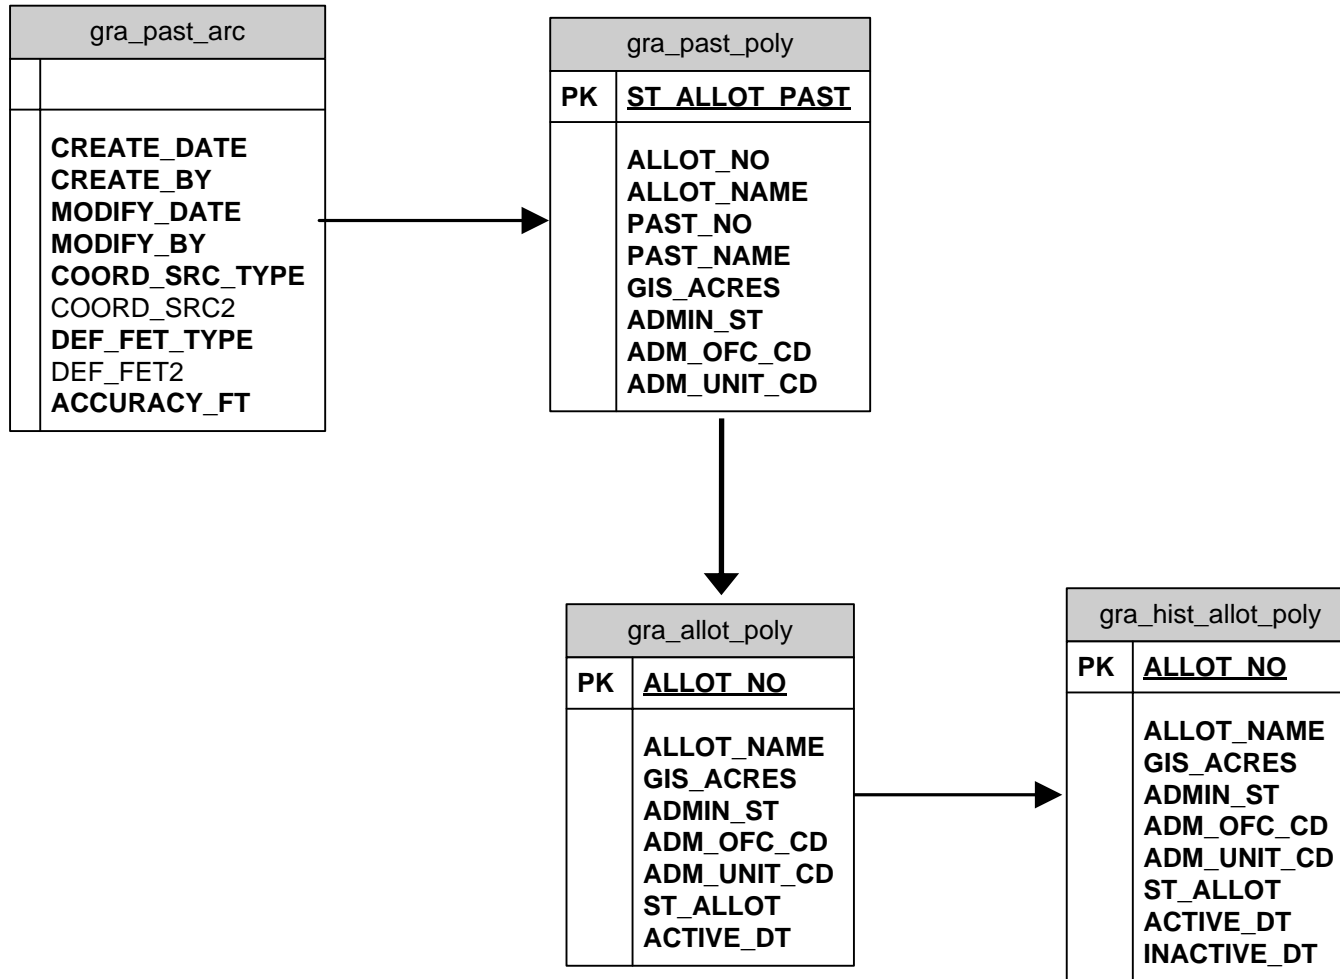 gra_past_arc
CREATE_DATE
CREATE_BY
MODIFY_DATE
MODIFY_BY
COORD_SRC_TYPE
COORD_SRC2
DEF_FET_TYPE
DEF_FET2
ACCURACY_FT
gra_past_poly
PK ST_ALLOT_PAST
ALLOT_NO
ALLOT_NAME
PAST_NO
PAST_NAME
GIS_ACRES
ADMIN_ST
ADM_OFC_CD
ADM_UNIT_CD
gra_allot_poly
PK ALLOT_NO
ALLOT_NAME
GIS_ACRES
ADMIN_ST
ADM_OFC_CD
ADM_UNIT_CD
ST_ALLOT
ACTIVE_DT
gra_hist_allot_poly
PK ALLOT_NO
ALLOT_NAME
GIS_ACRES
ADMIN_ST
ADM_OFC_CD
ADM_UNIT_CD
ST_ALLOT
ACTIVE_DT
INACTIVE_DT